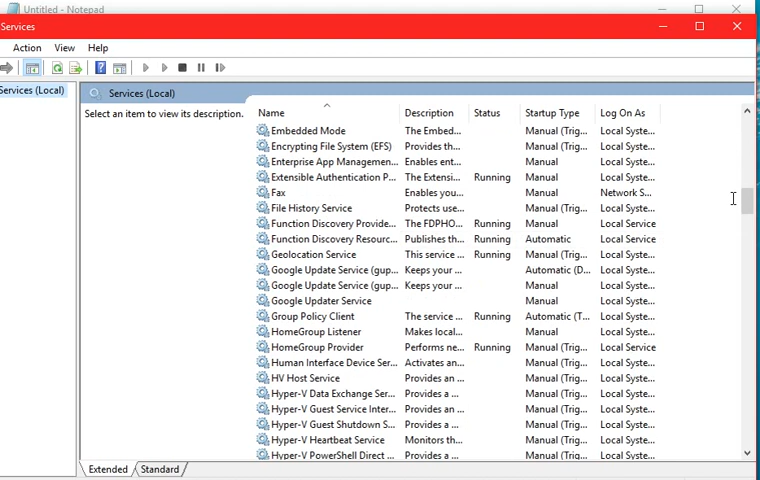 Untitled - Notepad
Services
Action View Help
Services (Local)
Services (Local)
Select an item to view its description.
Name Description Status Startup Type Log On As
Embedded Mode The Embed... Manual (Trig... Local Syste...
Encrypting File System (EFS) Provides th... Manual (Trig... Local Syste...
Enterprise App Managemen... Enables ent... Manual Local Syste...
Extensible Authentication P... The Extensi... Running Manual Local Syste...
Fax Enables you... Manual Network S...
File History Service Protects use... Manual (Trig... Local Syste...
Function Discovery Provide... The FDPHO... Running Manual Local Service
Function Discovery Resourc... Publishes th... Running Automatic Local Service
Geolocation Service This service ... Running Manual (Trig... Local Syste...
Google Update Service (gup... Keeps your ... Automatic (D... Local Syste...
Google Update Service (gup... Keeps your ... Manual Local Syste...
Google Updater Service Manual Local Syste...
Group Policy Client The service ... Running Automatic (T... Local Syste...
HomeGroup Listener Makes local... Manual Local Syste...
HomeGroup Provider Performs ne... Running Manual (Trig... Local Service
Human Interface Device Ser... Activates an... Manual (Trig... Local Syste...
HV Host Service Provides an ... Manual (Trig... Local Syste...
Hyper-V Data Exchange Ser... Provides a ... Manual (Trig... Local Syste...
Hyper-V Guest Service Inter... Provides an ... Manual (Trig... Local Syste...
Hyper-V Guest Shutdown S... Provides a ... Manual (Trig... Local Syste...
Hyper-V Heartbeat Service Monitors th... Manual (Trig... Local Syste...
Hyper-V PowerShell Direct ... Provides a ... Manual (Trig... Local Syste...
Extended Standard